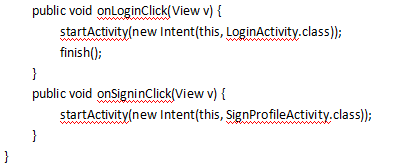 public void onLoginClick(View v) {
startActivity(new Intent(this, LoginActivity.class));
finish();
}
public void onSigninClick(View v) {
startActivity(new Intent(this, SignProfileActivity.class));
}
}